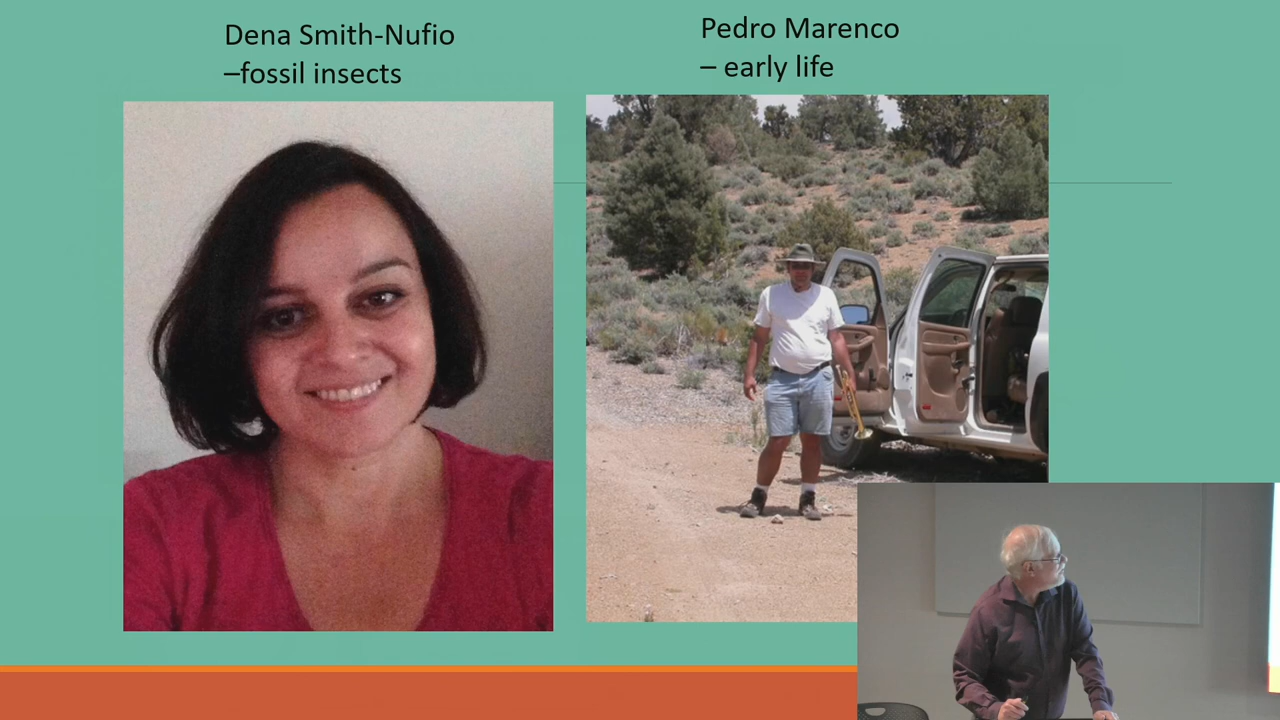 Dena Smith-Nufio
–fossil insects
Pedro Marenco
– early life